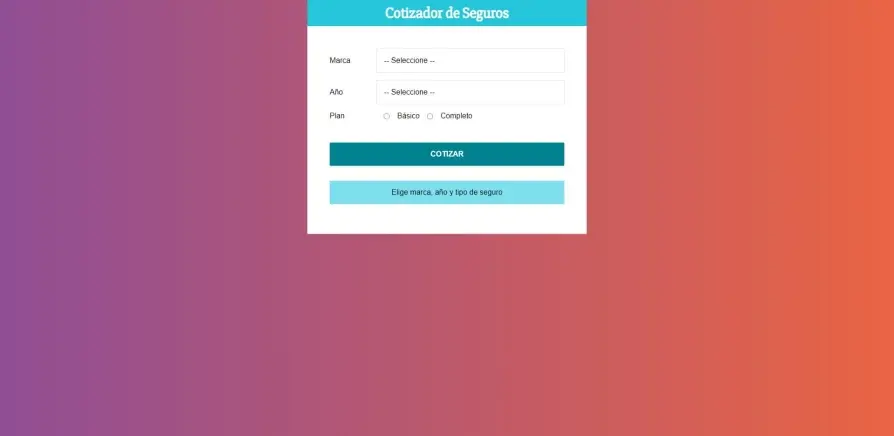 Cotizador de Seguros
Marca -- Seleccione --
Año -- Seleccione --
Plan Básico Completo
COTIZAR
Elige marca, año y tipo de seguro